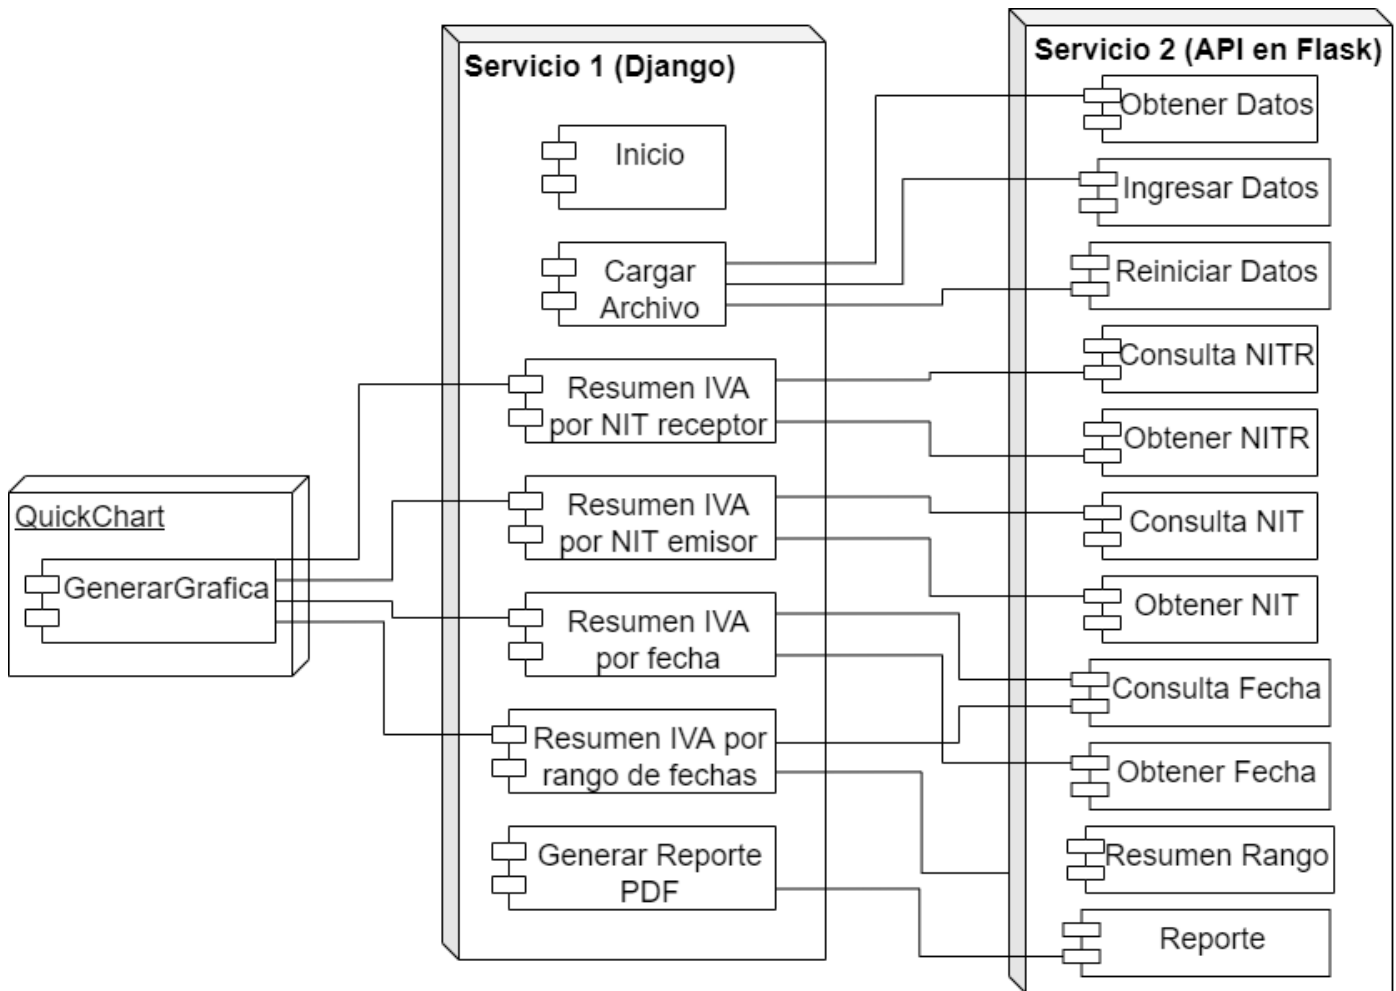 QuickChart
GenerarGrafica
Servicio 1 (Django)
Inicio
Cargar
Archivo
Resumen IVA
por NIT receptor
Resumen IVA
por NIT emisor
Resumen IVA
por fecha
Resumen IVA por
rango de fechas
Generar Reporte
PDF
Servicio 2 (API en Flask)
Obtener Datos
Ingresar Datos
Reiniciar Datos
Consulta NITR
Obtener NITR
Consulta NIT
Obtener NIT
Consulta Fecha
Obtener Fecha
Resumen Rango
Reporte